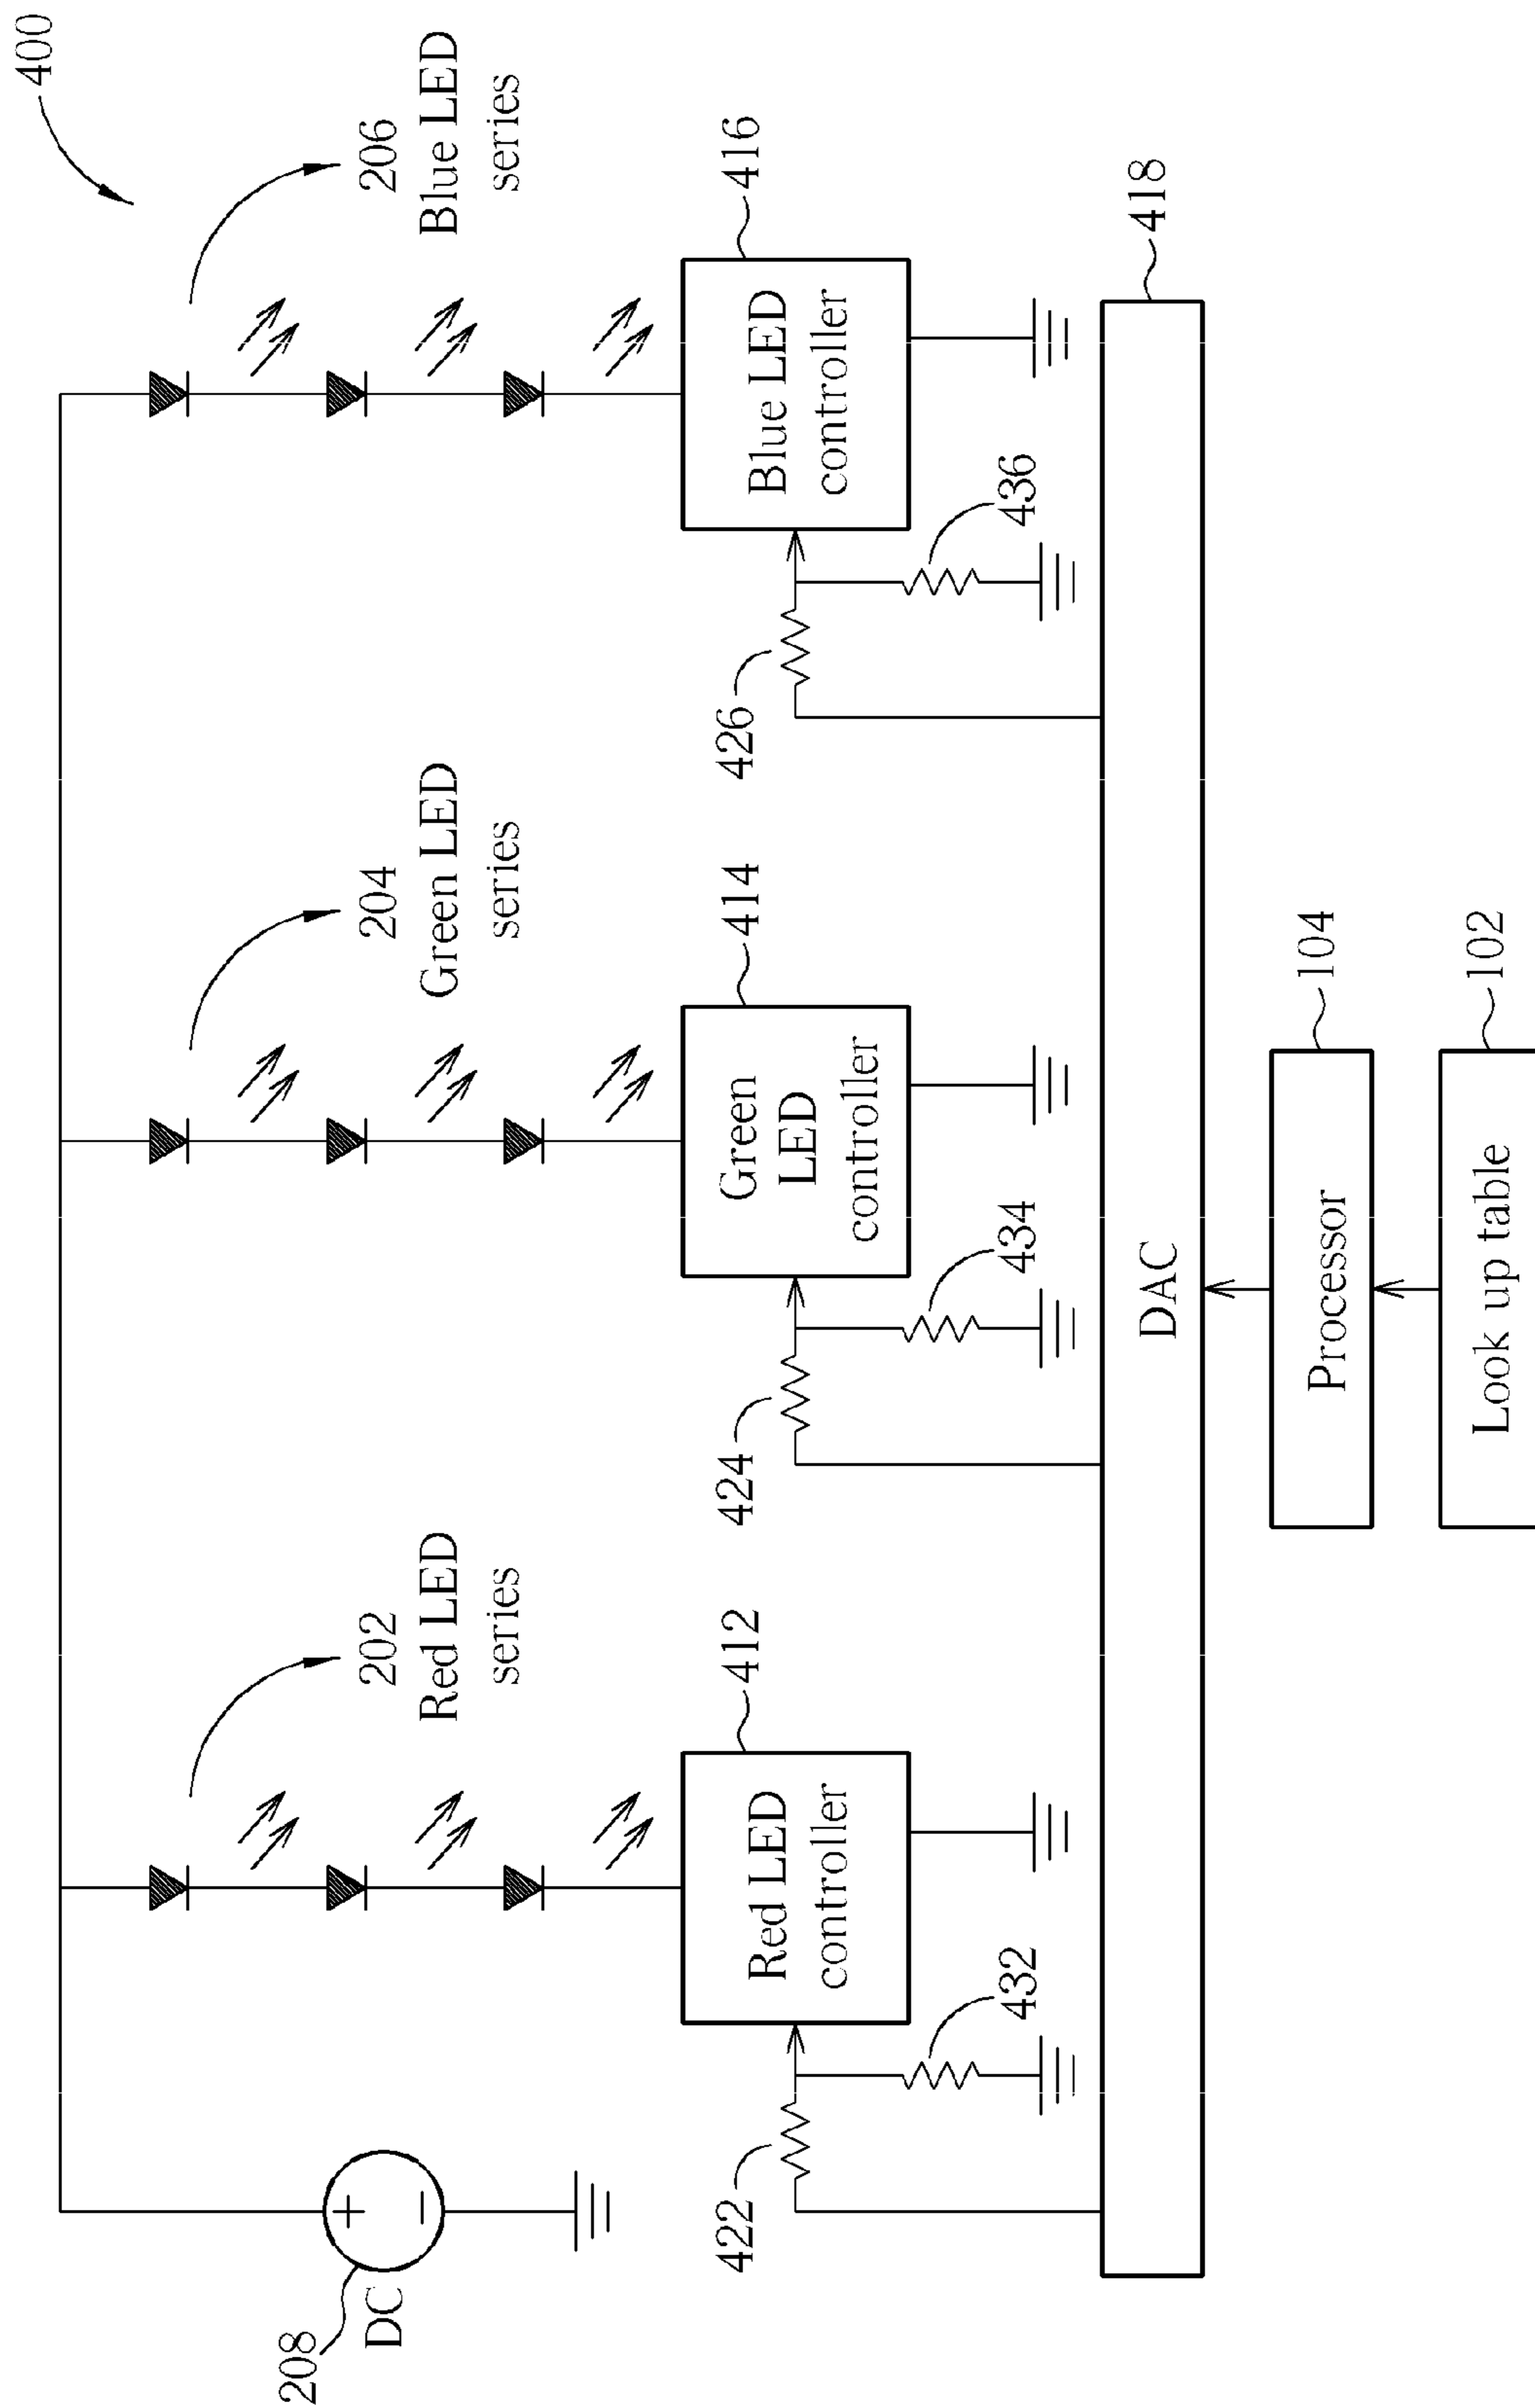 400
208
DC
202
Red LED
series
204
Green LED
series
206
Blue LED
series
422
412
Red LED
controller
432
424
414
Green
LED
controller
434
426
416
Blue LED
controller
436
418
DAC
104
Processor
102
Look up table